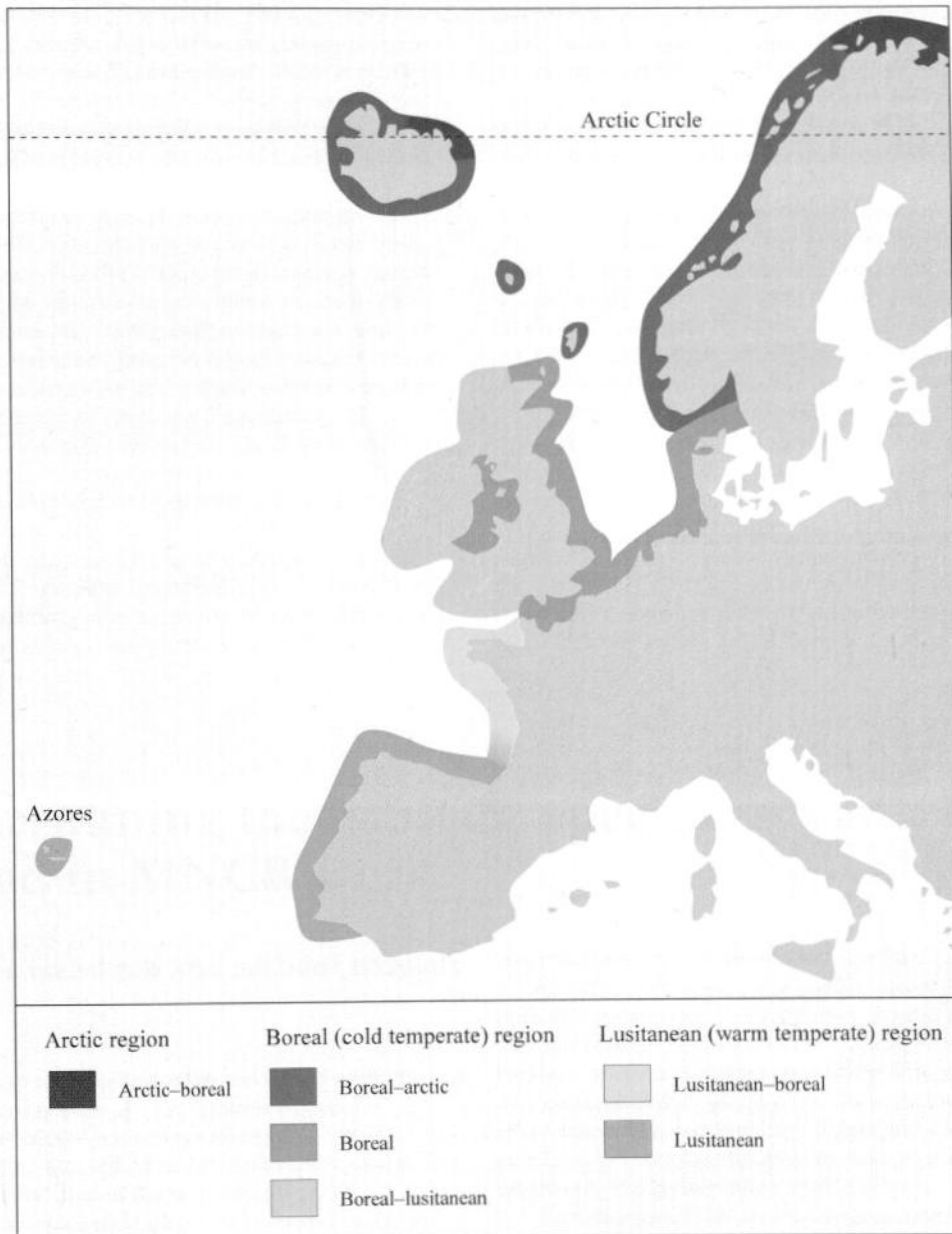 Arctic Circle
Azores
Arctic region
Arctic–boreal
Boreal (cold temperate) region
Boreal–arctic
Boreal
Boreal–lusitanean
Lusitanean (warm temperate) region
Lusitanean–boreal
Lusitanean